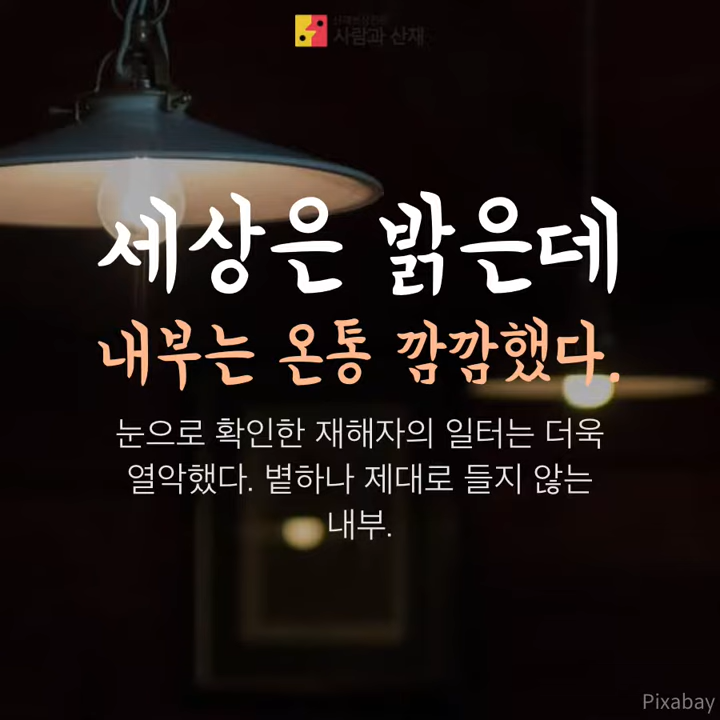 사람과 산재
세상은 밝은데
내부는 온통 깜깜했다.
눈으로 확인한 재해자의 일터는 더욱
열악했다. 볕하나 제대로 들지 않는
내부.
Pixabay